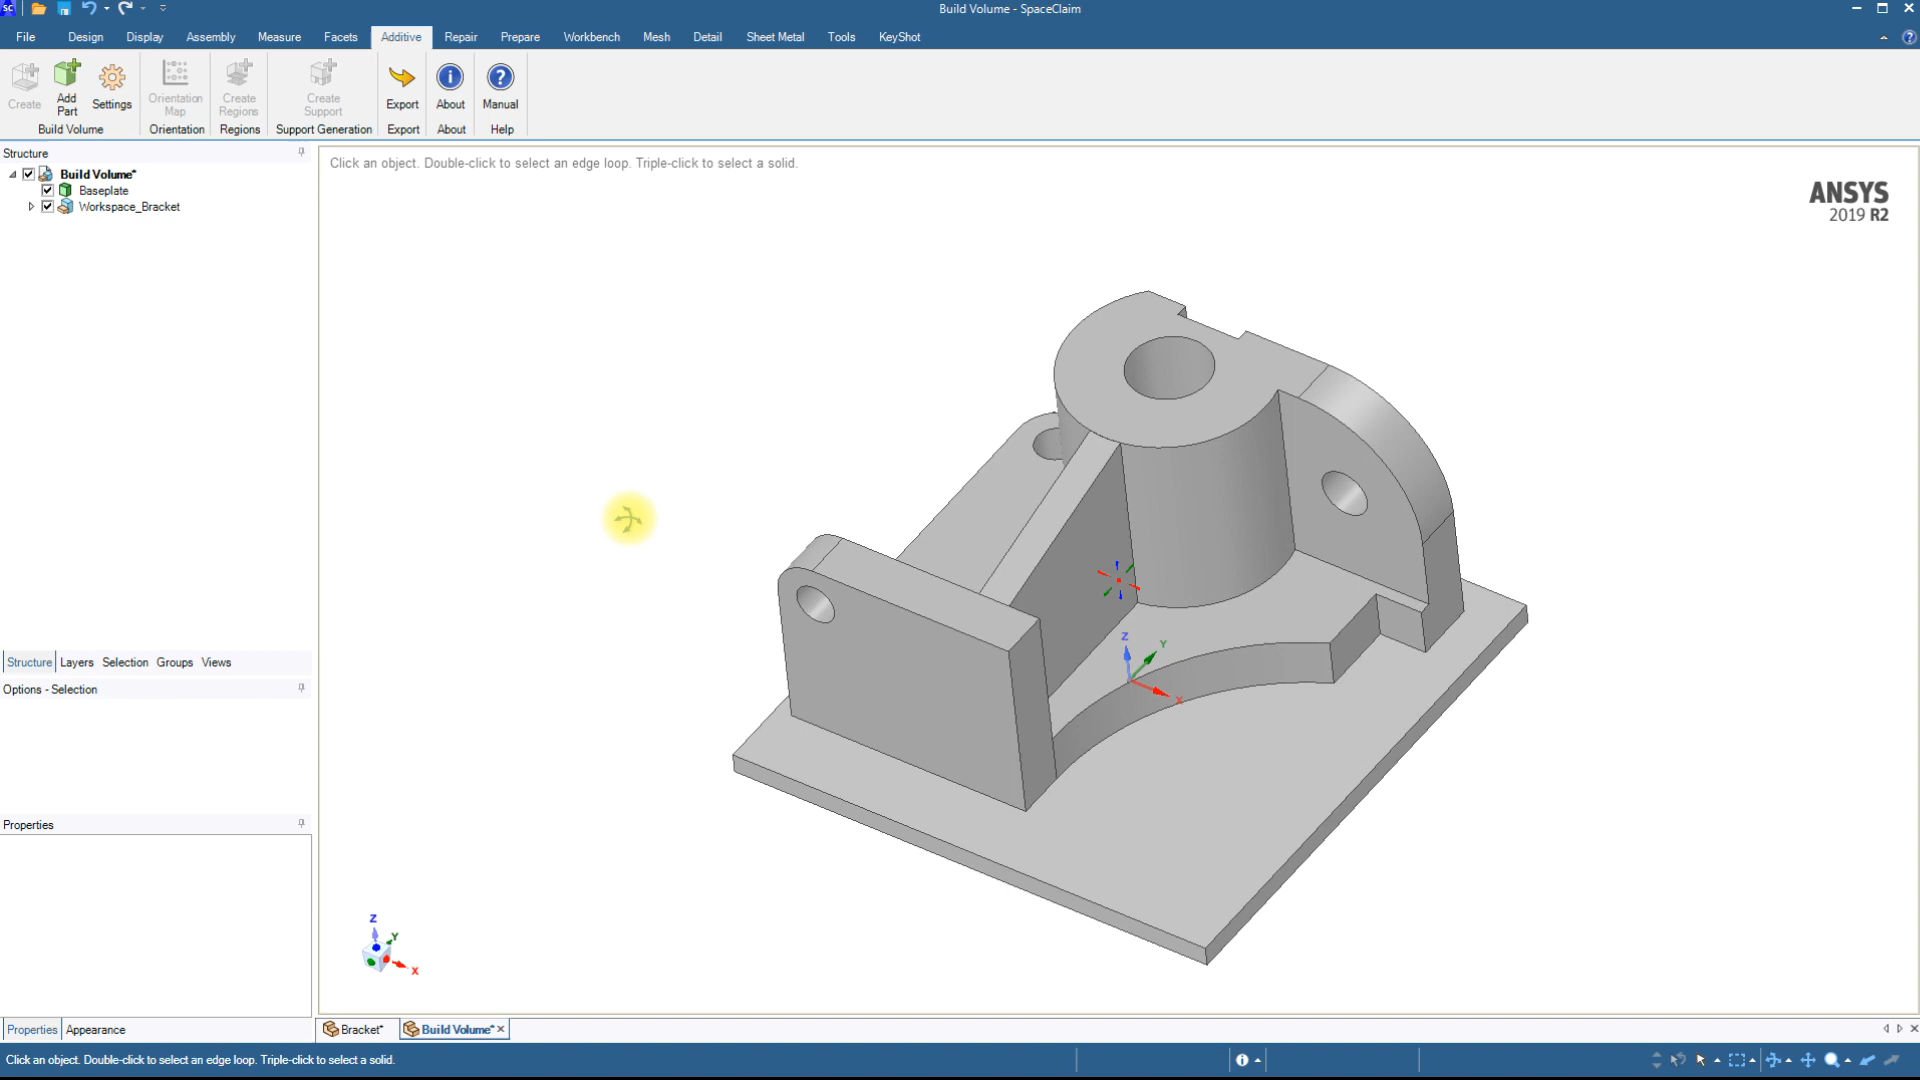 SC
Build Volume - SpaceClaim
File Design Display Assembly Measure Facets Additive Repair Prepare Workbench Mesh Detail Sheet Metal Tools KeyShot
Create
Add Part
Settings
Build Volume
Orientation Map
Orientation
Create Regions
Regions
Create Support
Support Generation
Export
Export
About
About
Manual
Help
Structure
Build Volume*
Baseplate
Workspace_Bracket
Click an object. Double-click to select an edge loop. Triple-click to select a solid.
ANSYS
2019 R2
Z
Y
X
Structure Layers Selection Groups Views
Options - Selection
Properties
Z
Y
X
Properties Appearance
Bracket*
Build Volume*
Click an object. Double-click to select an edge loop. Triple-click to select a solid.